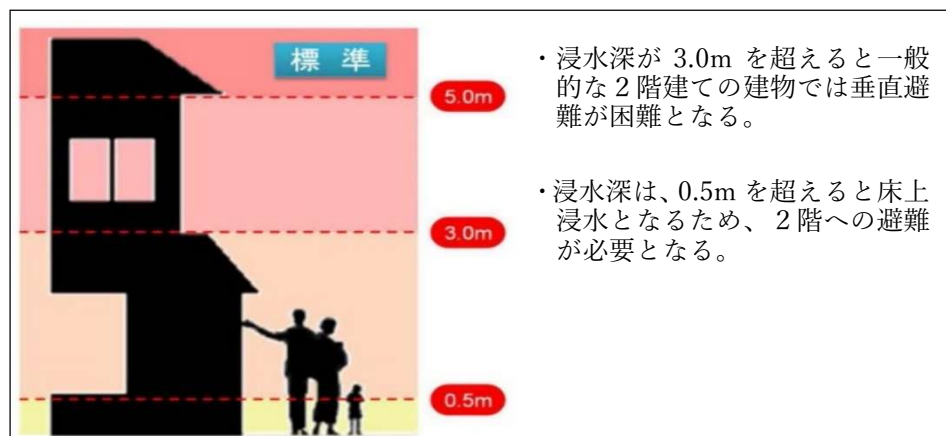 標 準
5.0m
3.0m
0.5m
・浸水深が 3.0m を超えると一般
的な２階建ての建物では垂直避
難が困難となる。
・浸水深は、0.5m を超えると床上
浸水となるため、２階への避難
が必要となる。